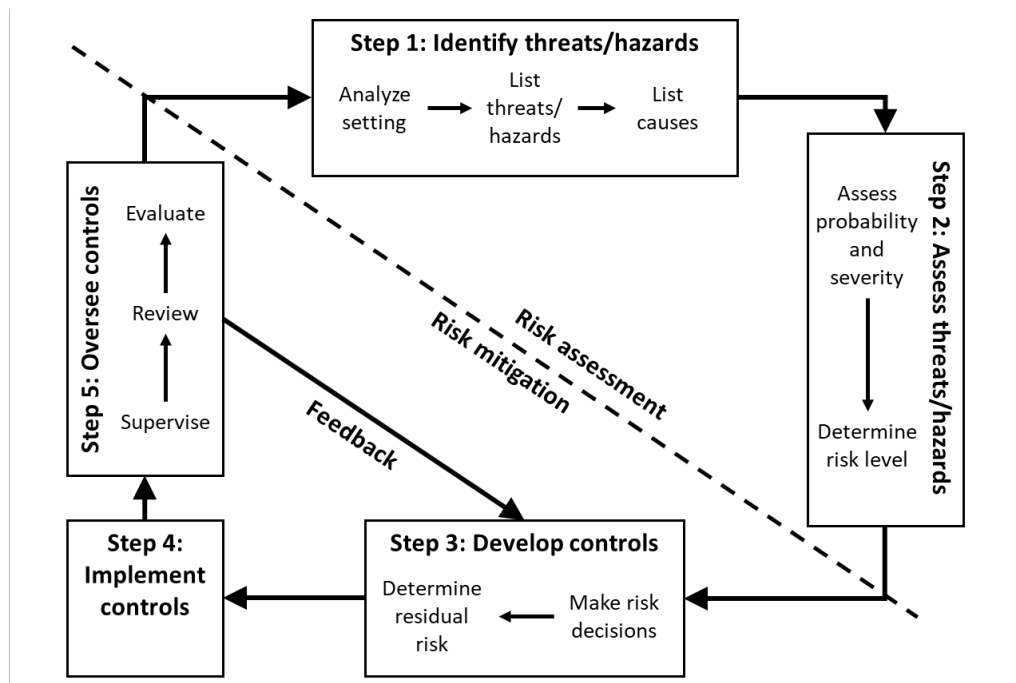 Step 1: Identify threats/hazards
Analyze
setting
List
threats/
hazards
List
causes
Step 2: Assess threats/hazards
Assess
probability
and
severity
Determine
risk level
Risk assessment
Risk mitigation
Step 3: Develop controls
Make risk
decisions
Determine
residual
risk
Step 4:
Implement
controls
Step 5: Oversee controls
Supervise
Review
Evaluate
Feedback